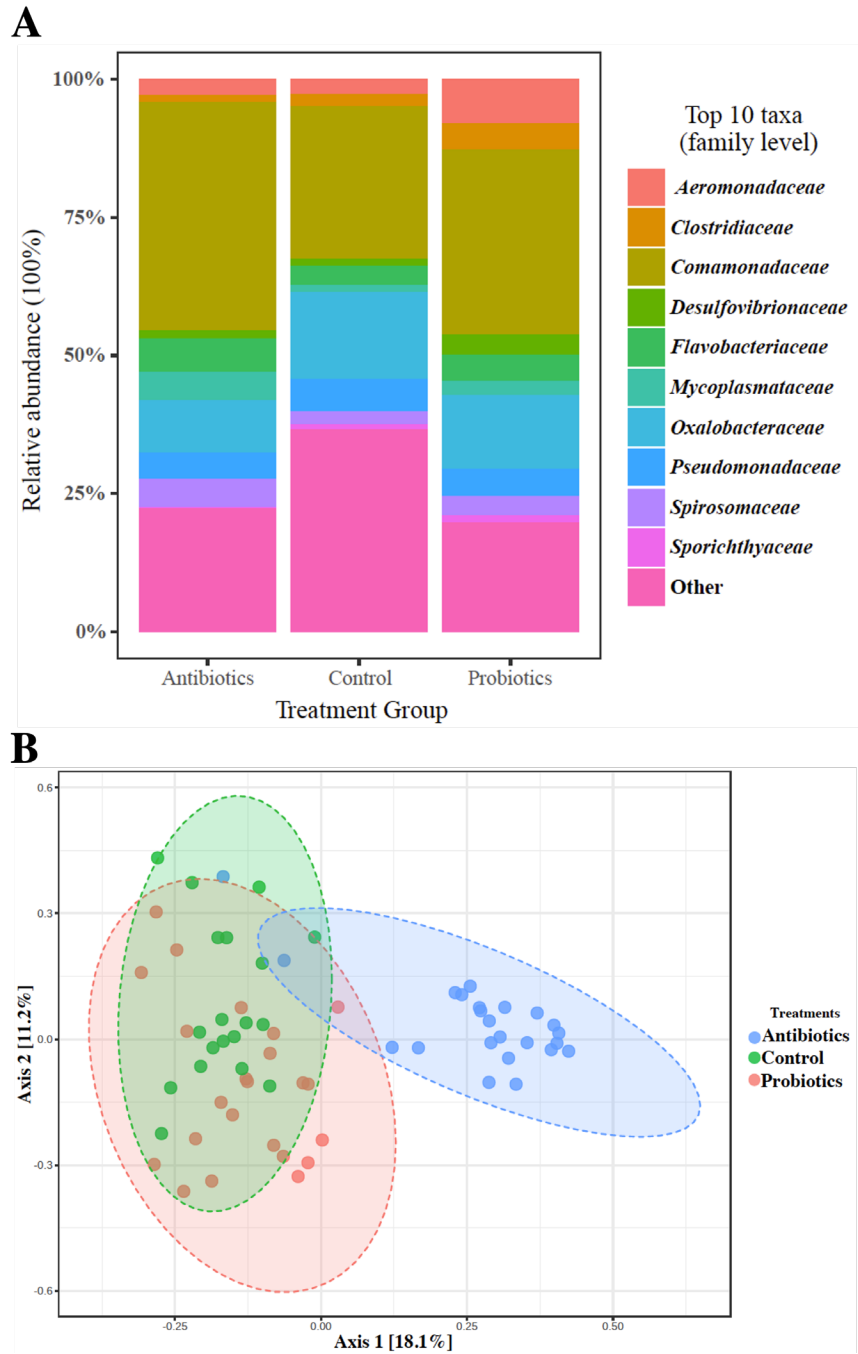 A
100%
75%
50%
25%
0%
Relative abundance (100%)
Antibiotics Control Probiotics
Treatment Group
Top 10 taxa
(family level)
Aeromonadaceae
Clostridiaceae
Comamonadaceae
Desulfovibrionaceae
Flavobacteriaceae
Mycoplasmataceae
Oxalobacteraceae
Pseudomonadaceae
Spirosomaceae
Sporichthyaceae
Other
B
0.6
0.3
0.0
-0.3
-0.6
Axis 2 [11.2%]
-0.25 0.00 0.25 0.50
Axis 1 [18.1%]
Treatments
Antibiotics
Control
Probiotics